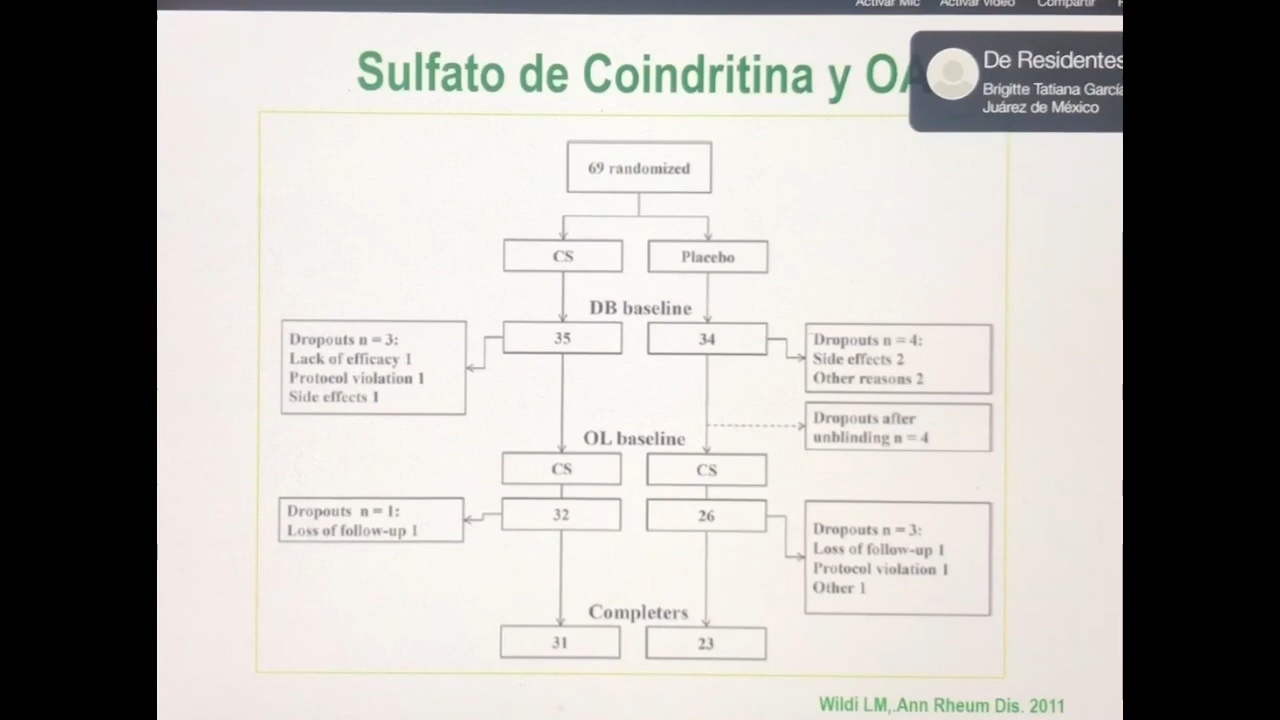 Activar Mic Activar video Compartir
De Residentes
Brigitte Tatiana García
Juárez de México
Sulfato de Coindritina y OA
69 randomized
CS
Placebo
DB baseline
35
34
Dropouts n = 3:
Lack of efficacy 1
Protocol violation 1
Side effects 1
Dropouts n = 4:
Side effects 2
Other reasons 2
Dropouts after
unblinding n = 4
OL baseline
CS
CS
32
26
Dropouts n = 1:
Loss of follow-up 1
Dropouts n = 3:
Loss of follow-up 1
Protocol violation 1
Other 1
Completers
31
23
Wildi LM,.Ann Rheum Dis. 2011